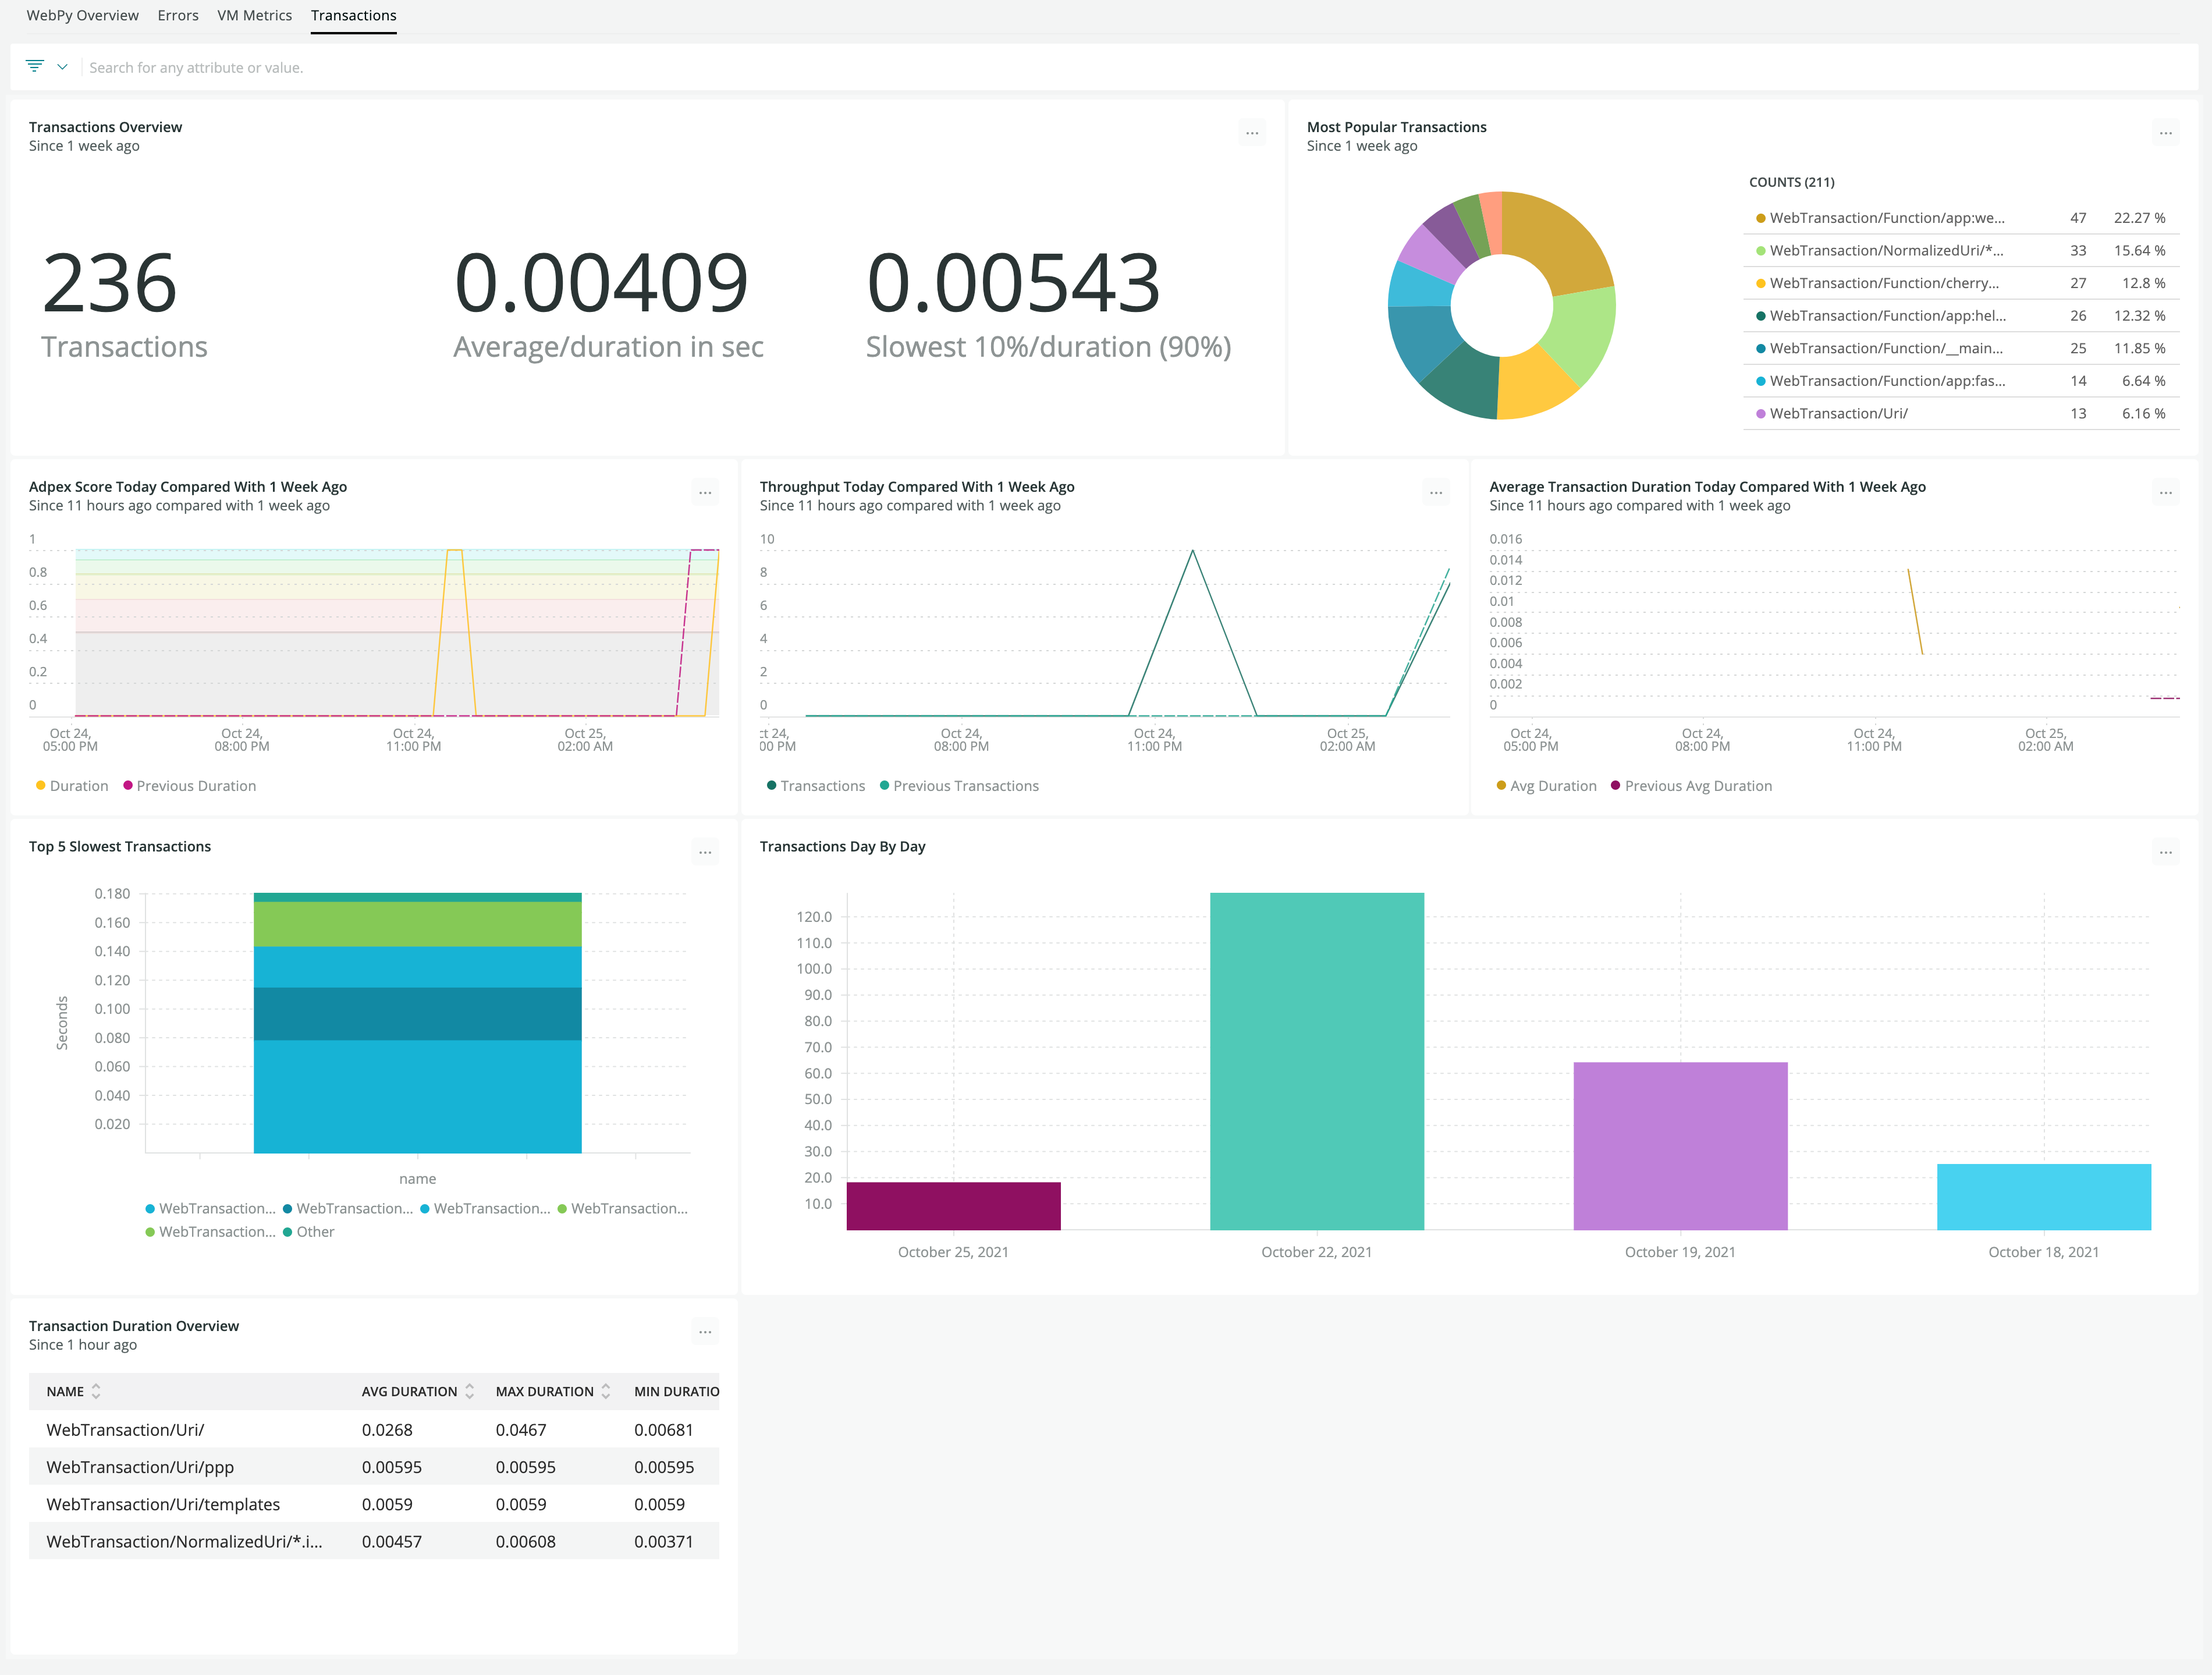 WebPy Overview Errors VM Metrics Transactions
Search for any attribute or value.
Transactions Overview
Since 1 week ago
...
236
Transactions
0.00409
Average/duration in sec
0.00543
Slowest 10%/duration (90%)
Most Popular Transactions
Since 1 week ago
...
COUNTS (211)
WebTransaction/Function/app:we... 47 22.27 %
WebTransaction/NormalizedUri/*... 33 15.64 %
WebTransaction/Function/cherry... 27 12.8 %
WebTransaction/Function/app:hel... 26 12.32 %
WebTransaction/Function/__main... 25 11.85 %
WebTransaction/Function/app:fas... 14 6.64 %
WebTransaction/Uri/ 13 6.16 %
Adpex Score Today Compared With 1 Week Ago
Since 11 hours ago compared with 1 week ago
...
1
0.8
0.6
0.4
0.2
0
Oct 24, Oct 24, Oct 24, Oct 25,
05:00 PM 08:00 PM 11:00 PM 02:00 AM
Duration Previous Duration
Throughput Today Compared With 1 Week Ago
Since 11 hours ago compared with 1 week ago
...
10
8
6
4
2
0
ct 24, Oct 24, Oct 24, Oct 25,
00 PM 08:00 PM 11:00 PM 02:00 AM
Transactions Previous Transactions
Average Transaction Duration Today Compared With 1 Week Ago
Since 11 hours ago compared with 1 week ago
...
0.016
0.014
0.012
0.01
0.008
0.006
0.004
0.002
0
Oct 24, Oct 24, Oct 24, Oct 25,
05:00 PM 08:00 PM 11:00 PM 02:00 AM
Avg Duration Previous Avg Duration
Top 5 Slowest Transactions
...
0.180
0.160
0.140
0.120
0.100
0.080
0.060
0.040
0.020
Seconds
name
WebTransaction... WebTransaction... WebTransaction... WebTransaction...
WebTransaction... Other
Transactions Day By Day
...
120.0
110.0
100.0
90.0
80.0
70.0
60.0
50.0
40.0
30.0
20.0
10.0
October 25, 2021 October 22, 2021 October 19, 2021 October 18, 2021
Transaction Duration Overview
Since 1 hour ago
...
NAME AVG DURATION MAX DURATION MIN DURATIO
WebTransaction/Uri/ 0.0268 0.0467 0.00681
WebTransaction/Uri/ppp 0.00595 0.00595 0.00595
WebTransaction/Uri/templates 0.0059 0.0059 0.0059
WebTransaction/NormalizedUri/*.i... 0.00457 0.00608 0.00371